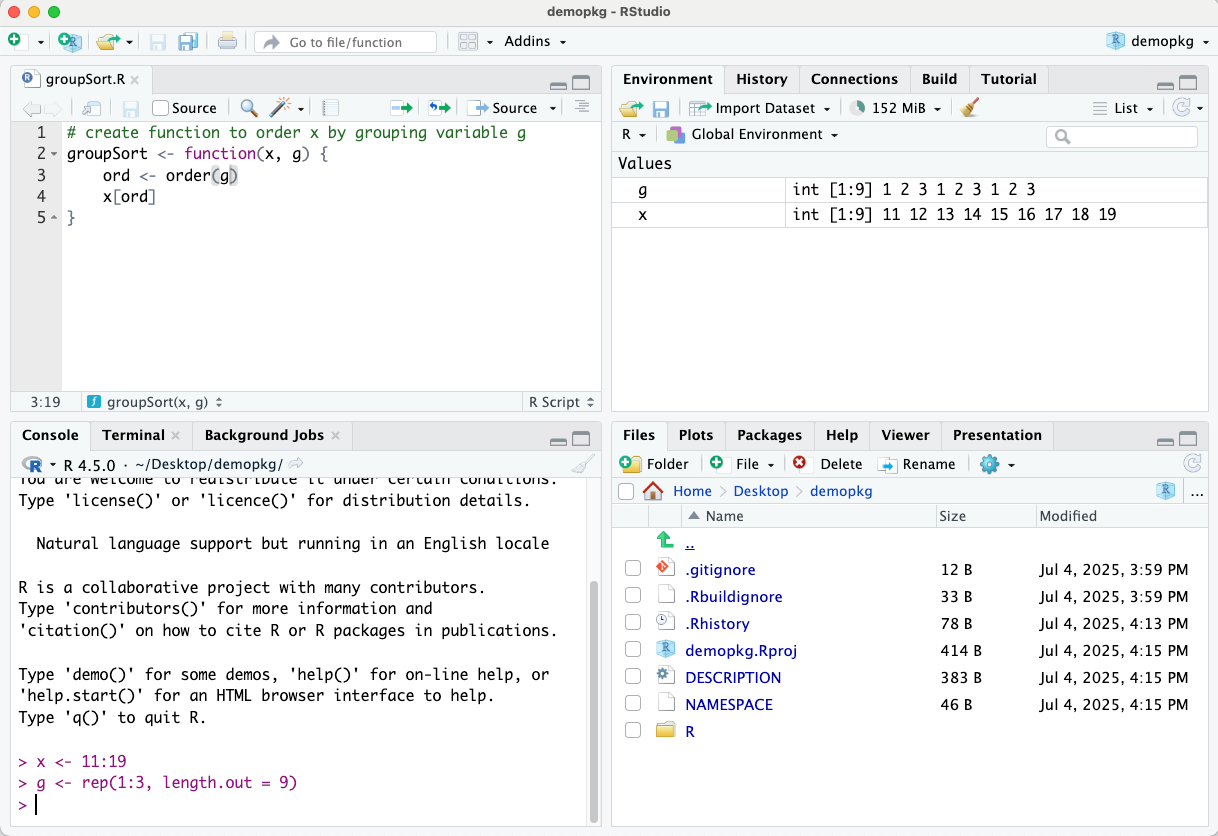 demopkg - RStudio
Go to file/function
Addins
demopkg
groupSort.R
Source
Source
1 # create function to order x by grouping variable g
2 groupSort <- function(x, g) {
3     ord <- order(g)
4     x[ord]
5 }
3:19 groupSort(x, g) R Script
Environment History Connections Build Tutorial
Import Dataset 152 MiB List
R Global Environment
Values
g int [1:9] 1 2 3 1 2 3 1 2 3
x int [1:9] 11 12 13 14 15 16 17 18 19
Console Terminal Background Jobs
R 4.5.0 · ~/Desktop/demopkg/
You are welcome to redistribute it under certain conditions.
Type 'license()' or 'licence()' for distribution details.
  Natural language support but running in an English locale
R is a collaborative project with many contributors.
Type 'contributors()' for more information and
'citation()' on how to cite R or R packages in publications.
Type 'demo()' for some demos, 'help()' for on-line help, or
'help.start()' for an HTML browser interface to help.
Type 'q()' to quit R.
> x <- 11:19
> g <- rep(1:3, length.out = 9)
>
Files Plots Packages Help Viewer Presentation
Folder File Delete Rename
Home Desktop demopkg ...
Name Size Modified
..
.gitignore 12 B Jul 4, 2025, 3:59 PM
.Rbuildignore 33 B Jul 4, 2025, 3:59 PM
.Rhistory 78 B Jul 4, 2025, 4:13 PM
demopkg.Rproj 414 B Jul 4, 2025, 4:15 PM
DESCRIPTION 383 B Jul 4, 2025, 4:15 PM
NAMESPACE 46 B Jul 4, 2025, 4:15 PM
R